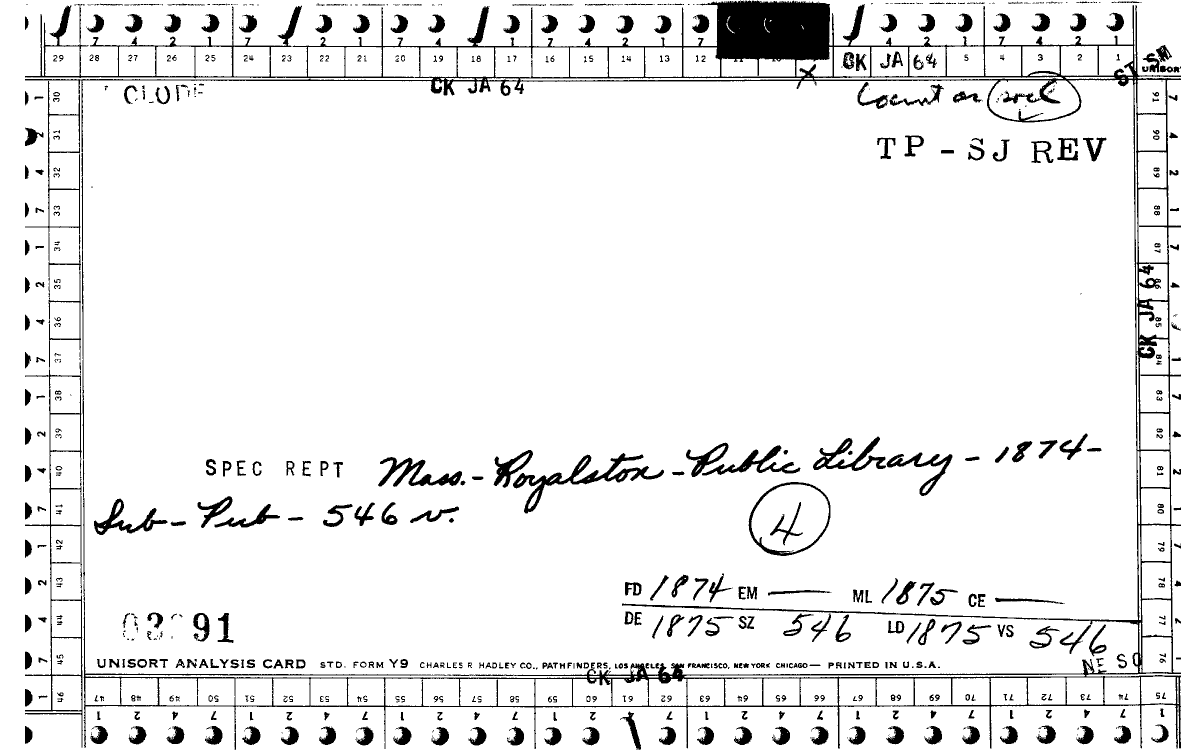 7 4 2 1 7 4 2 1 7 4 2 1 7 4 2 1 7 4 2 1 7 4 2 1
29 28 27 26 25 24 23 22 21 20 19 18 17 16 15 14 13 12 CK JA 64 5 4 3 2 1
ST SN
UNISORT
X
CLODE
CK JA 64
Count on
TP - SJ REV
30 31 32 33 34 35 36 37 38 39 40 41 42 43 44 45 46
91 90 89 88 87 86 85 84 83 82 81 80 79 78 77 76 75
CK JA 64
SPEC REPT Mass. - Royalston - Public Library - 1874 -
Sub - Pub - 546 v.
4
FD 1874 EM — ML 1875 CE —
DE 1875 SZ 546 LD 1875 VS 546
91
NE SO
UNISORT ANALYSIS CARD STD. FORM Y9 CHARLES R HADLEY CO., PATHFINDERS, LOS ANGELES, SAN FRANCISCO, NEW YORK CHICAGO — PRINTED IN U.S.A.
CK JA 64
47 48 49 50 51 52 53 54 55 56 57 58 59 60 61 62 63 64 65 66 67 68 69 70 71 72 73 74 75
1 2 4 7 1 2 4 7 1 2 4 7 1 2 4 7 1 2 4 7 1 2 4 7 1 2 4 7 1